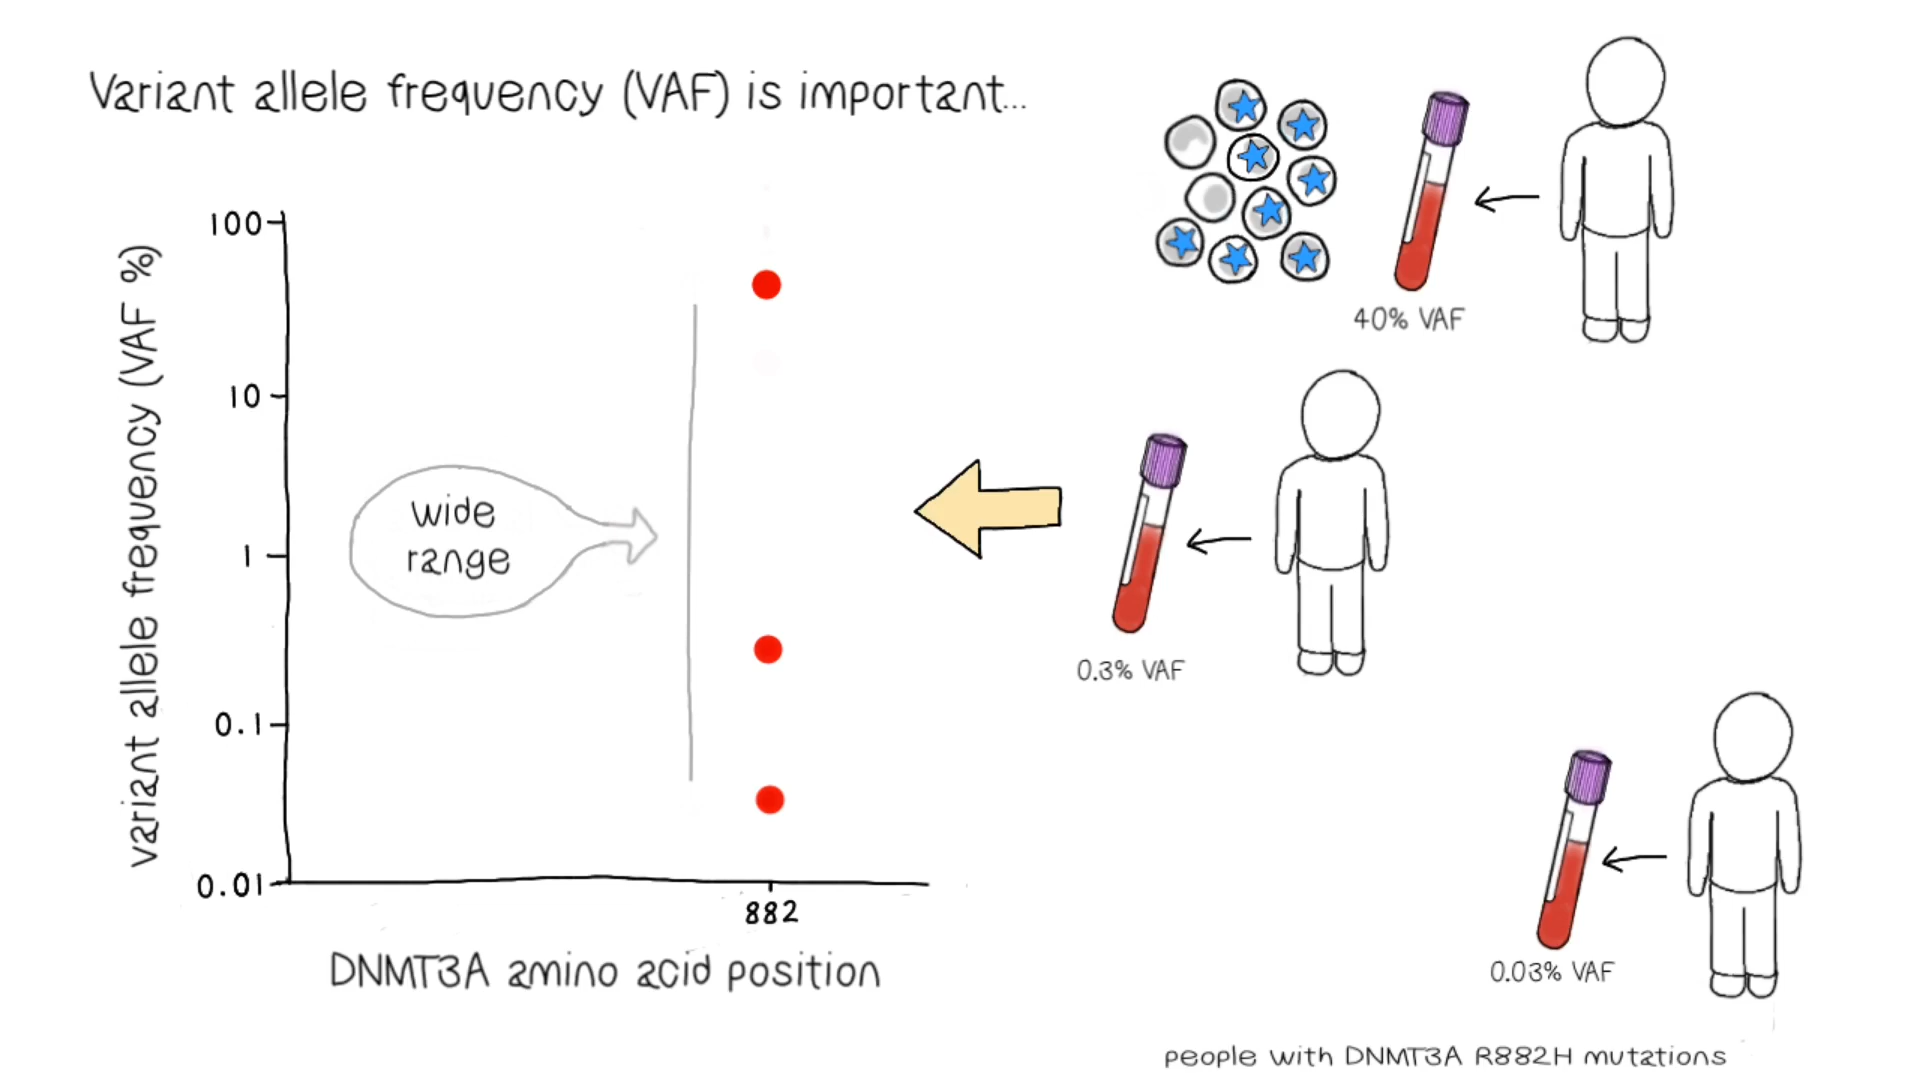 Variant allele frequency (VAF) is important...
variant allele frequency (VAF %)
100
10
1
0.1
0.01
wide
range
882
DNMT3A amino acid position
40% VAF
0.3% VAF
0.03% VAF
people with DNMT3A R882H mutations